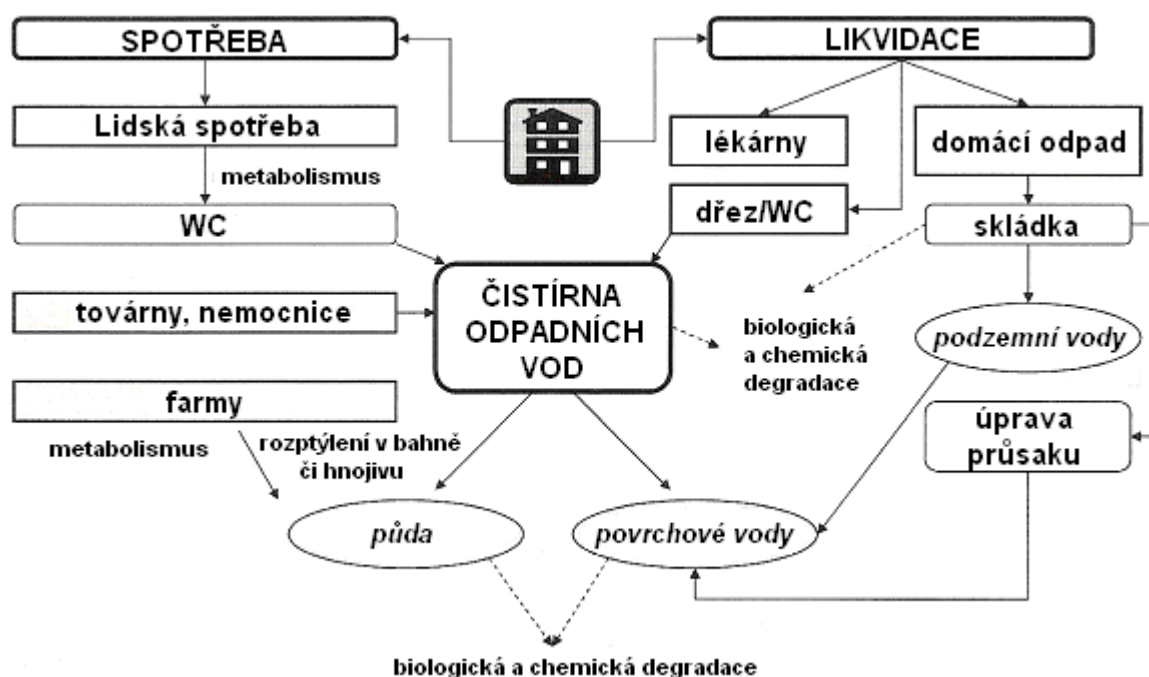 SPOTŘEBA
LIKVIDACE
Lidská spotřeba
lékárny
domácí odpad
metabolismus
WC
dřez/WC
skládka
továrny, nemocnice
ČISTÍRNA
ODPADNÍCH
VOD
biologická
a chemická
degradace
podzemní vody
farmy
metabolismus
rozptýlení v bahně
či hnojivu
úprava
průsaku
půda
povrchové vody
biologická a chemická degradace